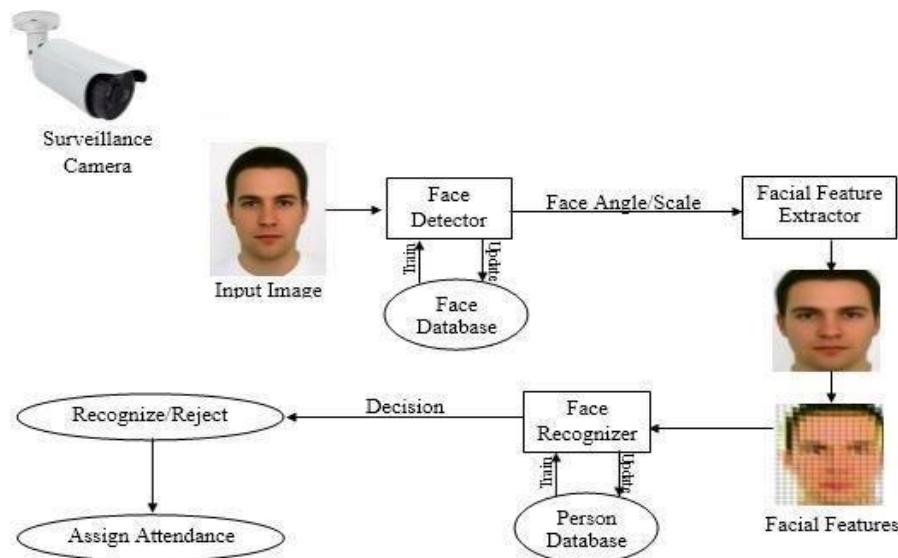 Surveillance
Camera
Input Image
Face
Detector
Face Angle/Scale
Facial Feature
Extractor
Train
Update
Face
Database
Recognize/Reject
Decision
Face
Recognizer
Train
Update
Assign Attendance
Person
Database
Facial Features